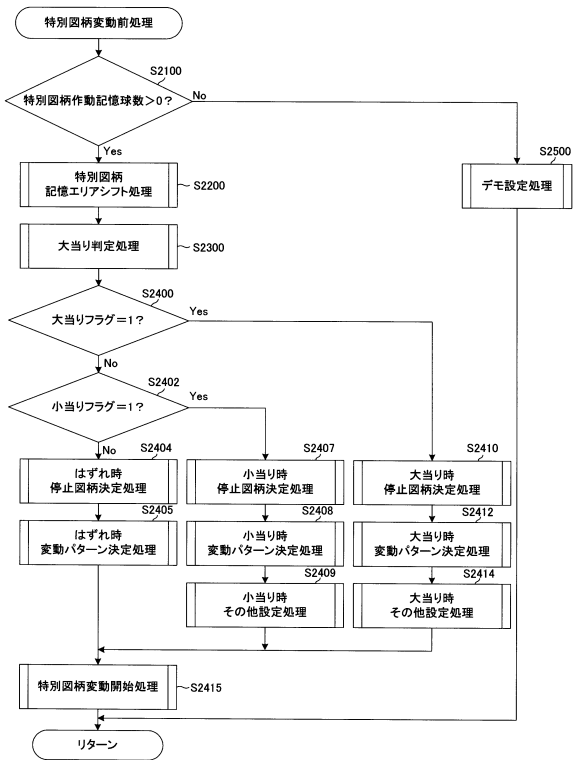 特別図柄変動前処理
S2100
特別図柄作動記憶球数>0?
No
Yes
S2500
デモ設定処理
特別図柄
記憶エリアシフト処理
S2200
大当り判定処理
S2300
S2400
大当りフラグ=1?
Yes
No
S2402
小当りフラグ=1?
Yes
No
S2404
はずれ時
停止図柄決定処理
S2407
小当り時
停止図柄決定処理
S2410
大当り時
停止図柄決定処理
S2405
はずれ時
変動パターン決定処理
S2408
小当り時
変動パターン決定処理
S2412
大当り時
変動パターン決定処理
S2409
小当り時
その他設定処理
S2414
大当り時
その他設定処理
特別図柄変動開始処理
S2415
リターン